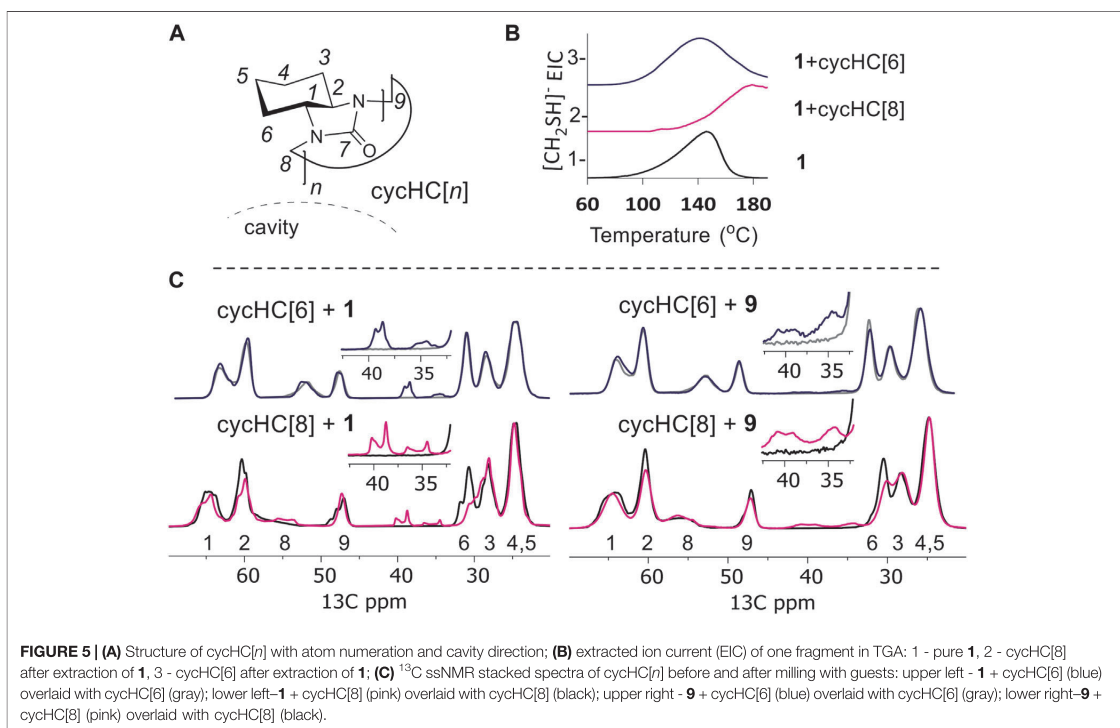 A
3
4
5
2
1
N
9
6
N
7
O
8
n
cycHC[n]
cavity
B
[CH2SH]- EIC
3-
2-
1-
1+cycHC[6]
1+cycHC[8]
1
60 100 140 180
Temperature (oC)
C
cycHC[6] + 1
40 35
cycHC[8] + 1
40 35
1 2 8 9 6 3 4,5
60 50 40 30
13C ppm
cycHC[6] + 9
40 35
cycHC[8] + 9
40 35
1 2 8 9 6 3 4,5
60 50 40 30
13C ppm
FIGURE 5 | (A) Structure of cycHC[n] with atom numeration and cavity direction; (B) extracted ion current (EIC) of one fragment in TGA: 1 - pure 1, 2 - cycHC[8]
after extraction of 1, 3 - cycHC[6] after extraction of 1; (C) 13C ssNMR stacked spectra of cycHC[n] before and after milling with guests: upper left - 1 + cycHC[6] (blue)
overlaid with cycHC[6] (gray); lower left–1 + cycHC[8] (pink) overlaid with cycHC[8] (black); upper right - 9 + cycHC[6] (blue) overlaid with cycHC[6] (gray); lower right–9 +
cycHC[8] (pink) overlaid with cycHC[8] (black).